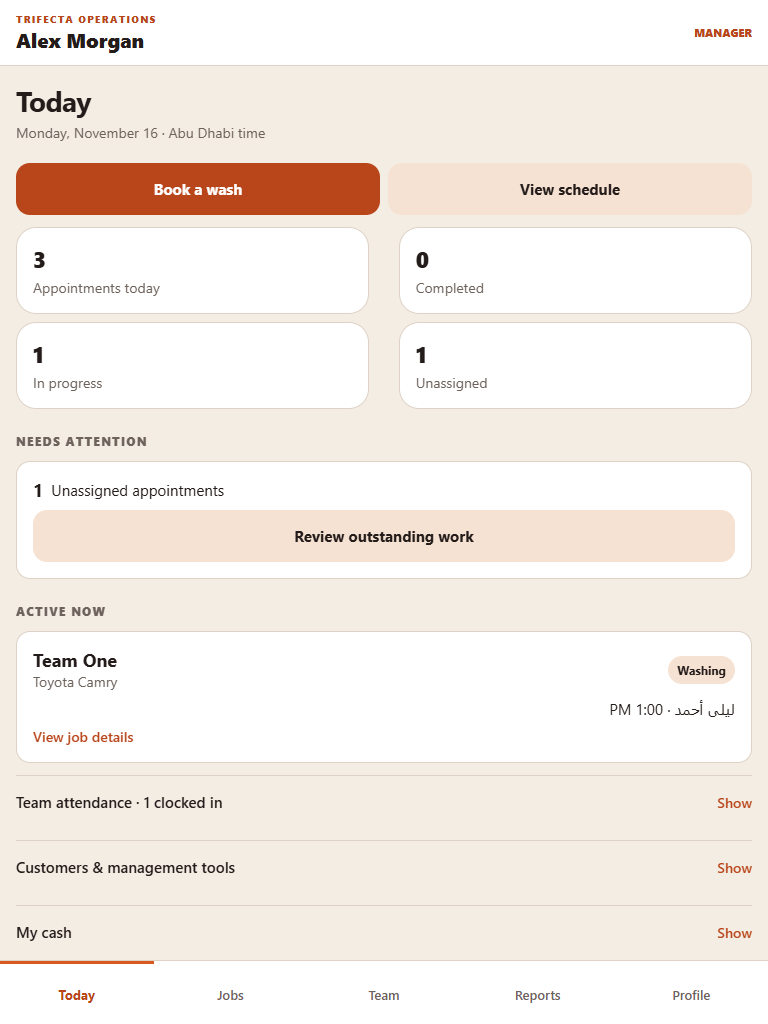 TRIFECTA OPERATIONS
Alex Morgan
MANAGER
Today
Monday, November 16 · Abu Dhabi time
Book a wash
View schedule
3
Appointments today
0
Completed
1
In progress
1
Unassigned
NEEDS ATTENTION
1 Unassigned appointments
Review outstanding work
ACTIVE NOW
Team One
Toyota Camry
Washing
ليلى أحمد · 1:00 PM
View job details
Team attendance · 1 clocked in
Show
Customers & management tools
Show
My cash
Show
Today
Jobs
Team
Reports
Profile